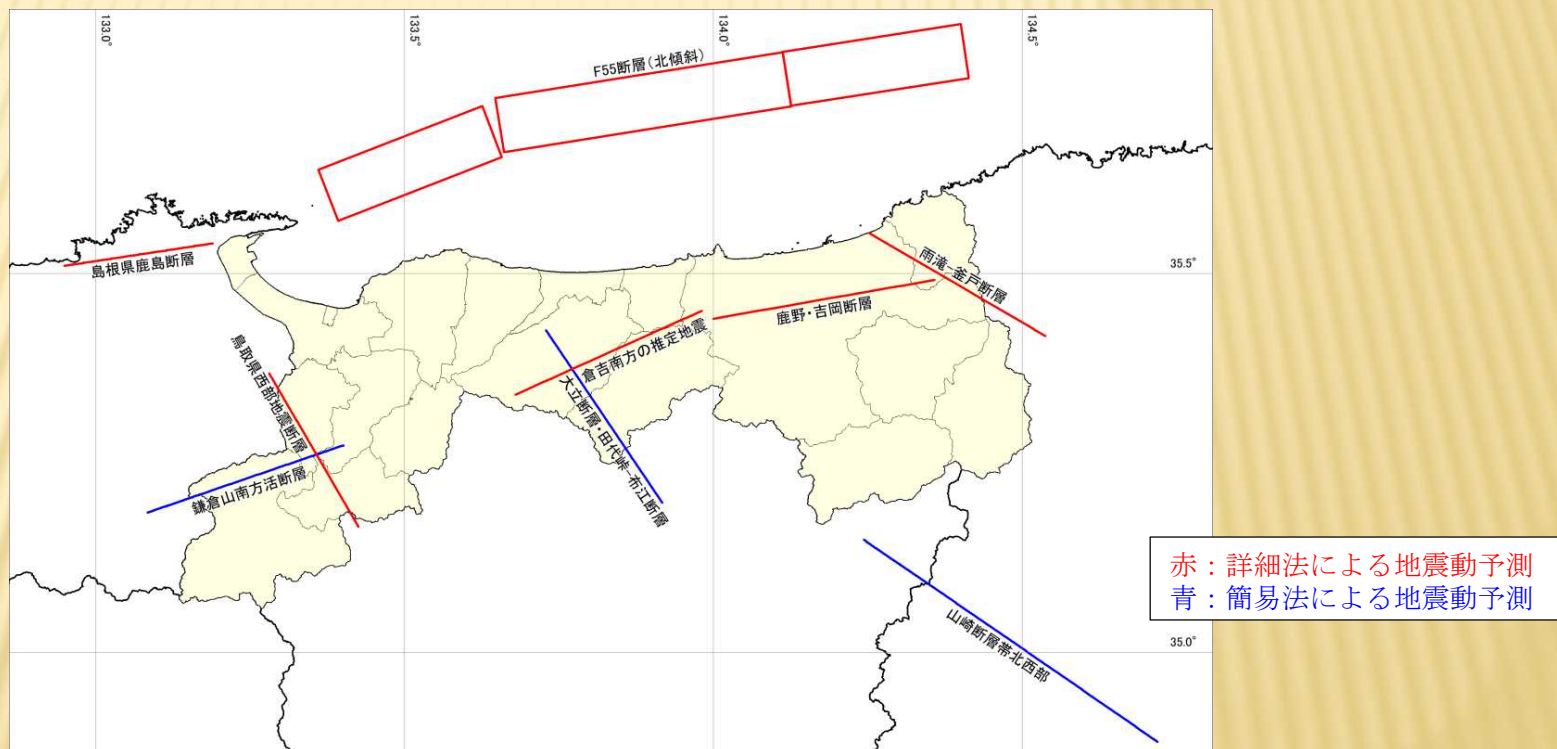 133.0°
133.5°
134.0°
134.5°
F55断層(北傾斜)
島根県鹿島断層
雨滝-釜戸断層
35.5°
鹿野・吉岡断層
倉吉南方の推定地震
鳥取県西部地震断層
大立断層・田代峠-布江断層
鎌倉山南方活断層
赤：詳細法による地震動予測
青：簡易法による地震動予測
山崎断層帯北西部
35.0°